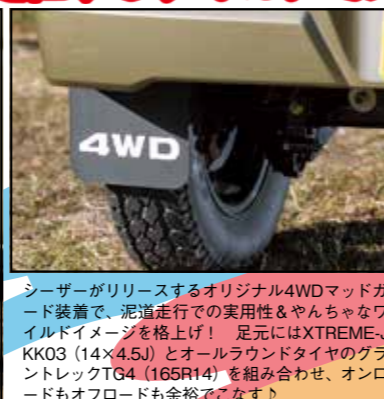 4WD
シーザーがリリースするオリジナル4WDマッドガ
ード装着で、泥道走行での実用性&やんちゃなワ
イルドイメージを格上げ！　足元にはXTREME-J
KK03（14×4.5J）とオールラウンドタイヤのグラ
ントレックTG4（165R14）を組み合わせ、オンロ
ードもオフロードも余裕でこなす♪